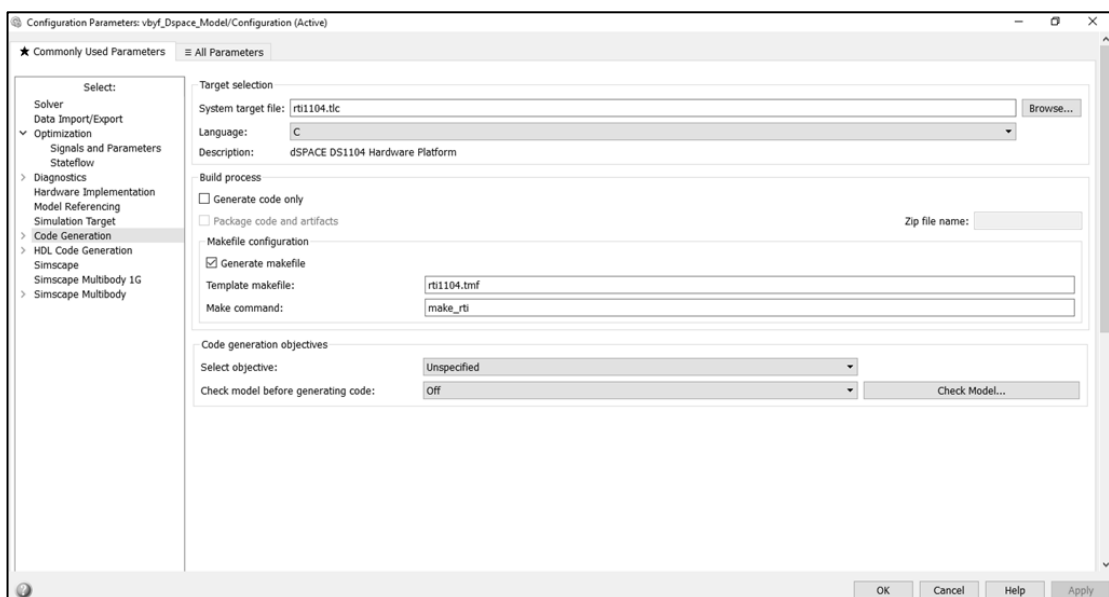 Configuration Parameters: vbyf_Dspace_Model/Configuration (Active)
★ Commonly Used Parameters
≡ All Parameters
Select:
Solver
Data Import/Export
Optimization
Signals and Parameters
Stateflow
Diagnostics
Hardware Implementation
Model Referencing
Simulation Target
Code Generation
HDL Code Generation
Simscape
Simscape Multibody 1G
Simscape Multibody
Target selection
System target file: rti1104.tlc Browse...
Language: C
Description: dSPACE DS1104 Hardware Platform
Build process
Generate code only
Package code and artifacts Zip file name:
Makefile configuration
Generate makefile
Template makefile: rti1104.tmf
Make command: make_rti
Code generation objectives
Select objective: Unspecified
Check model before generating code: Off Check Model...
OK Cancel Help Apply